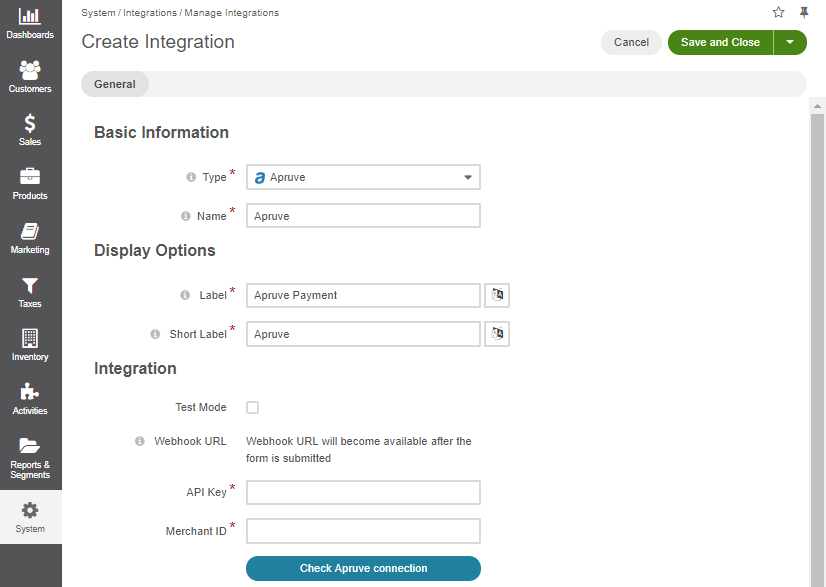 Dashboards
Customers
Sales
Products
Marketing
Taxes
Inventory
Activities
Reports &
Segments
System
System / Integrations / Manage Integrations
Create Integration
Cancel
Save and Close
General
Basic Information
Type *
a Apruve
Name *
Apruve
Display Options
Label *
Apruve Payment
Short Label *
Apruve
Integration
Test Mode
Webhook URL
Webhook URL will become available after the
form is submitted
API Key *
Merchant ID *
Check Apruve connection